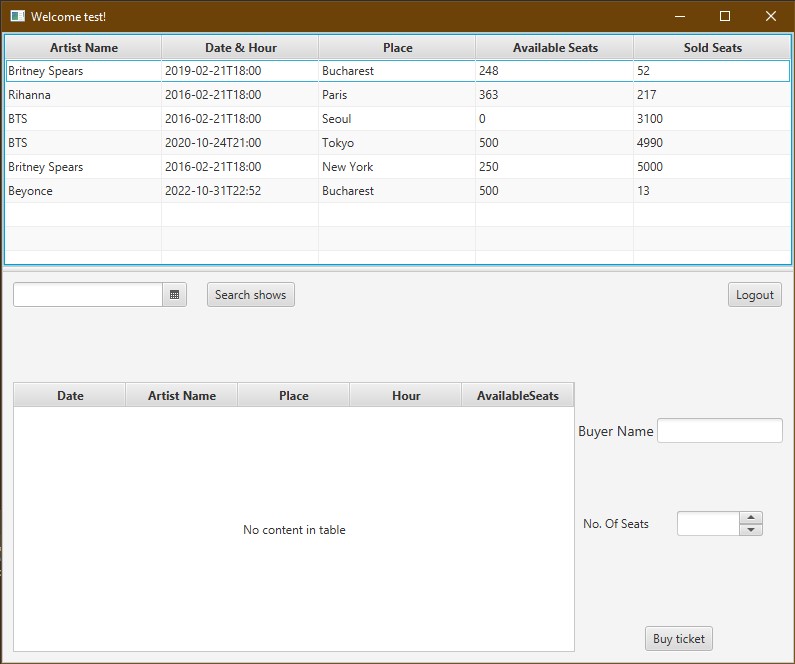 Welcome test!
Artist Name Date & Hour Place Available Seats Sold Seats
Britney Spears 2019-02-21T18:00 Bucharest 248 52
Rihanna 2016-02-21T18:00 Paris 363 217
BTS 2016-02-21T18:00 Seoul 0 3100
BTS 2020-10-24T21:00 Tokyo 500 4990
Britney Spears 2016-02-21T18:00 New York 250 5000
Beyonce 2022-10-31T22:52 Bucharest 500 13
Search shows Logout
Date Artist Name Place Hour AvailableSeats
Buyer Name
No. Of Seats
No content in table
Buy ticket